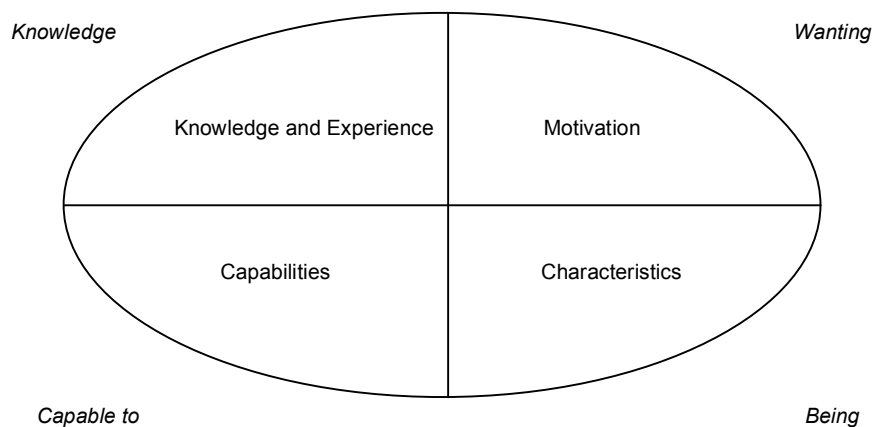 Knowledge
Wanting
Knowledge and Experience
Motivation
Capabilities
Characteristics
Capable to
Being